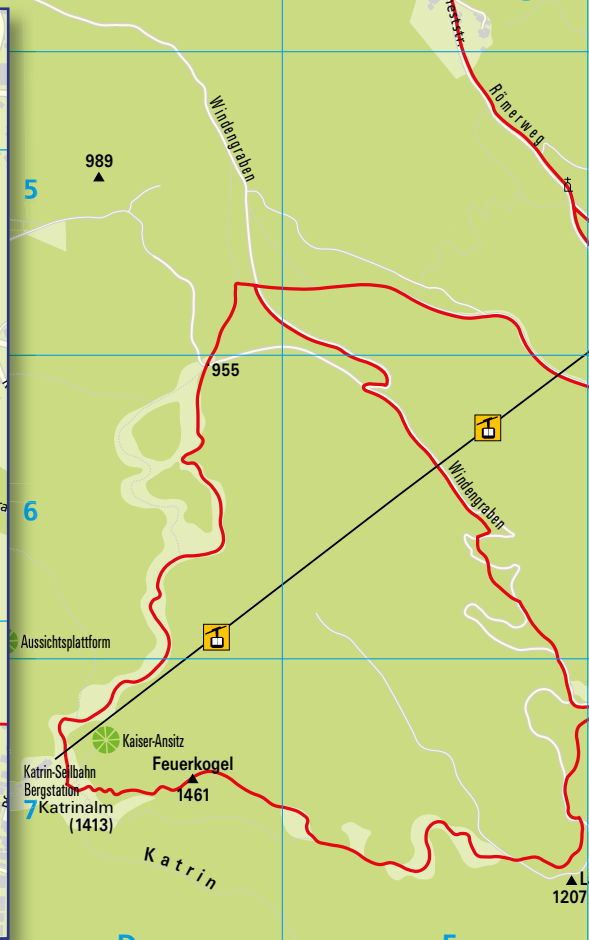 Römerweg
Windengraben
989
5
955
Windengraben
6
Aussichtsplattform
Kaiser-Ansitz
Feuerkogel
1461
Katrin-Seilbahn
Bergstation
7
Katrinalm
(1413)
Katrin
1207